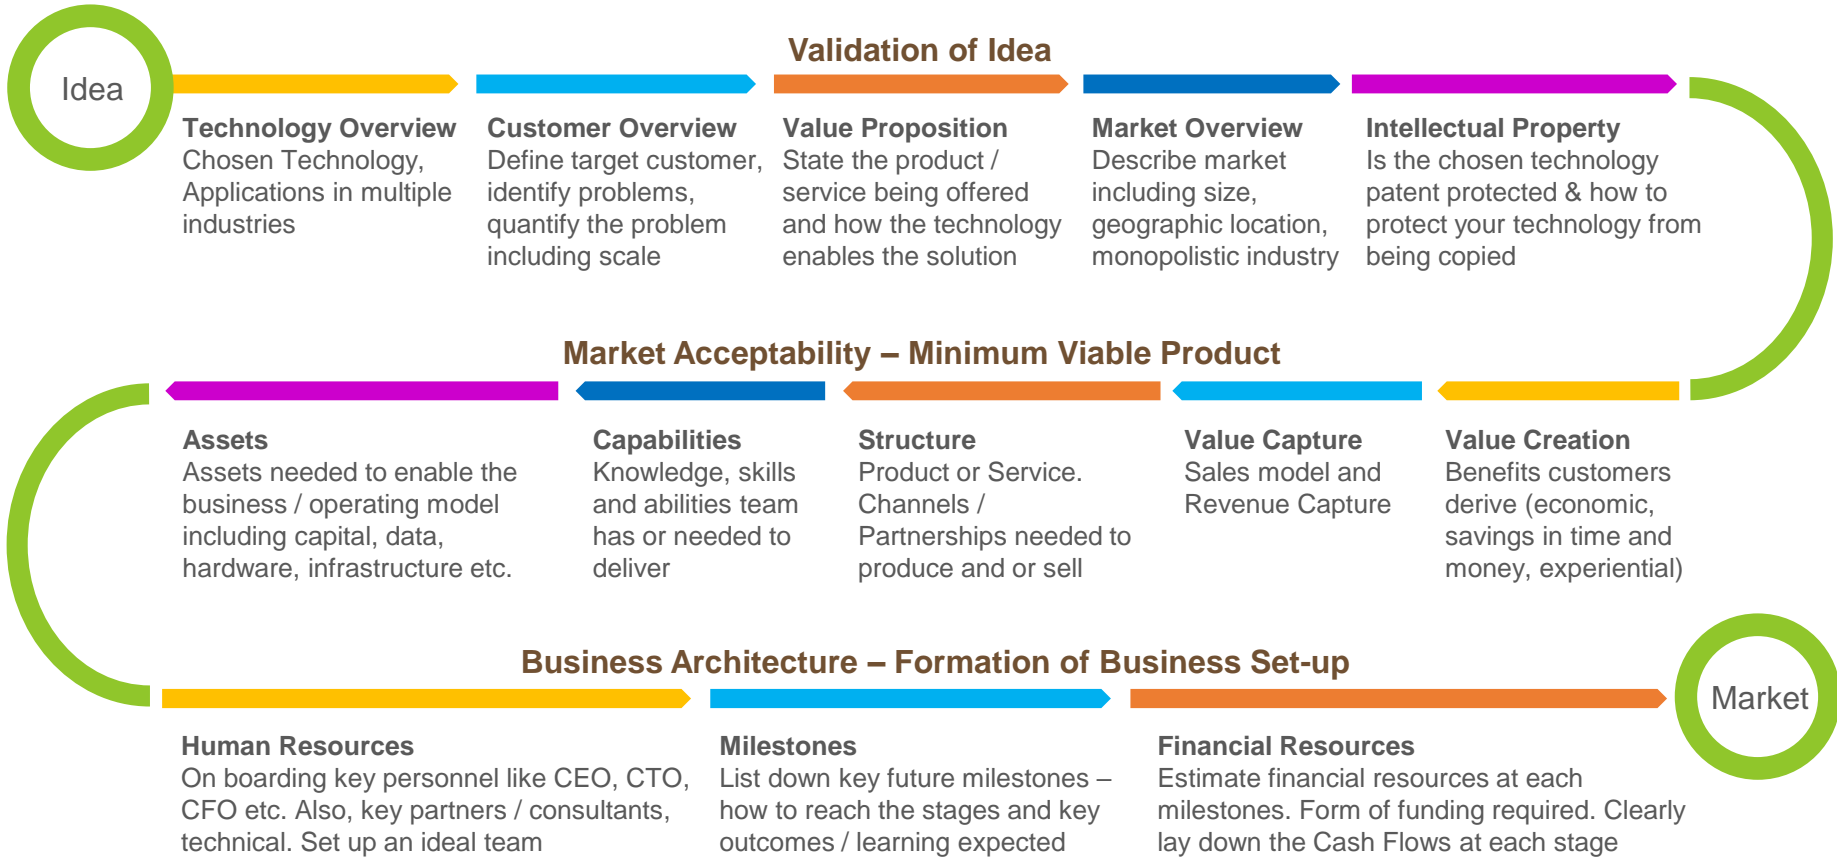 Idea
Validation of Idea
Technology Overview
Chosen Technology,
Applications in multiple
industries
Customer Overview
Define target customer,
identify problems,
quantify the problem
including scale
Value Proposition
State the product /
service being offered
and how the technology
enables the solution
Market Overview
Describe market
including size,
geographic location,
monopolistic industry
Intellectual Property
Is the chosen technology
patent protected & how to
protect your technology from
being copied
Market Acceptability – Minimum Viable Product
Assets
Assets needed to enable the
business / operating model
including capital, data,
hardware, infrastructure etc.
Capabilities
Knowledge, skills
and abilities team
has or needed to
deliver
Structure
Product or Service.
Channels /
Partnerships needed to
produce and or sell
Value Capture
Sales model and
Revenue Capture
Value Creation
Benefits customers
derive (economic,
savings in time and
money, experiential)
Business Architecture – Formation of Business Set-up
Human Resources
On boarding key personnel like CEO, CTO,
CFO etc. Also, key partners / consultants,
technical. Set up an ideal team
Milestones
List down key future milestones –
how to reach the stages and key
outcomes / learning expected
Financial Resources
Estimate financial resources at each
milestones. Form of funding required. Clearly
lay down the Cash Flows at each stage
Market